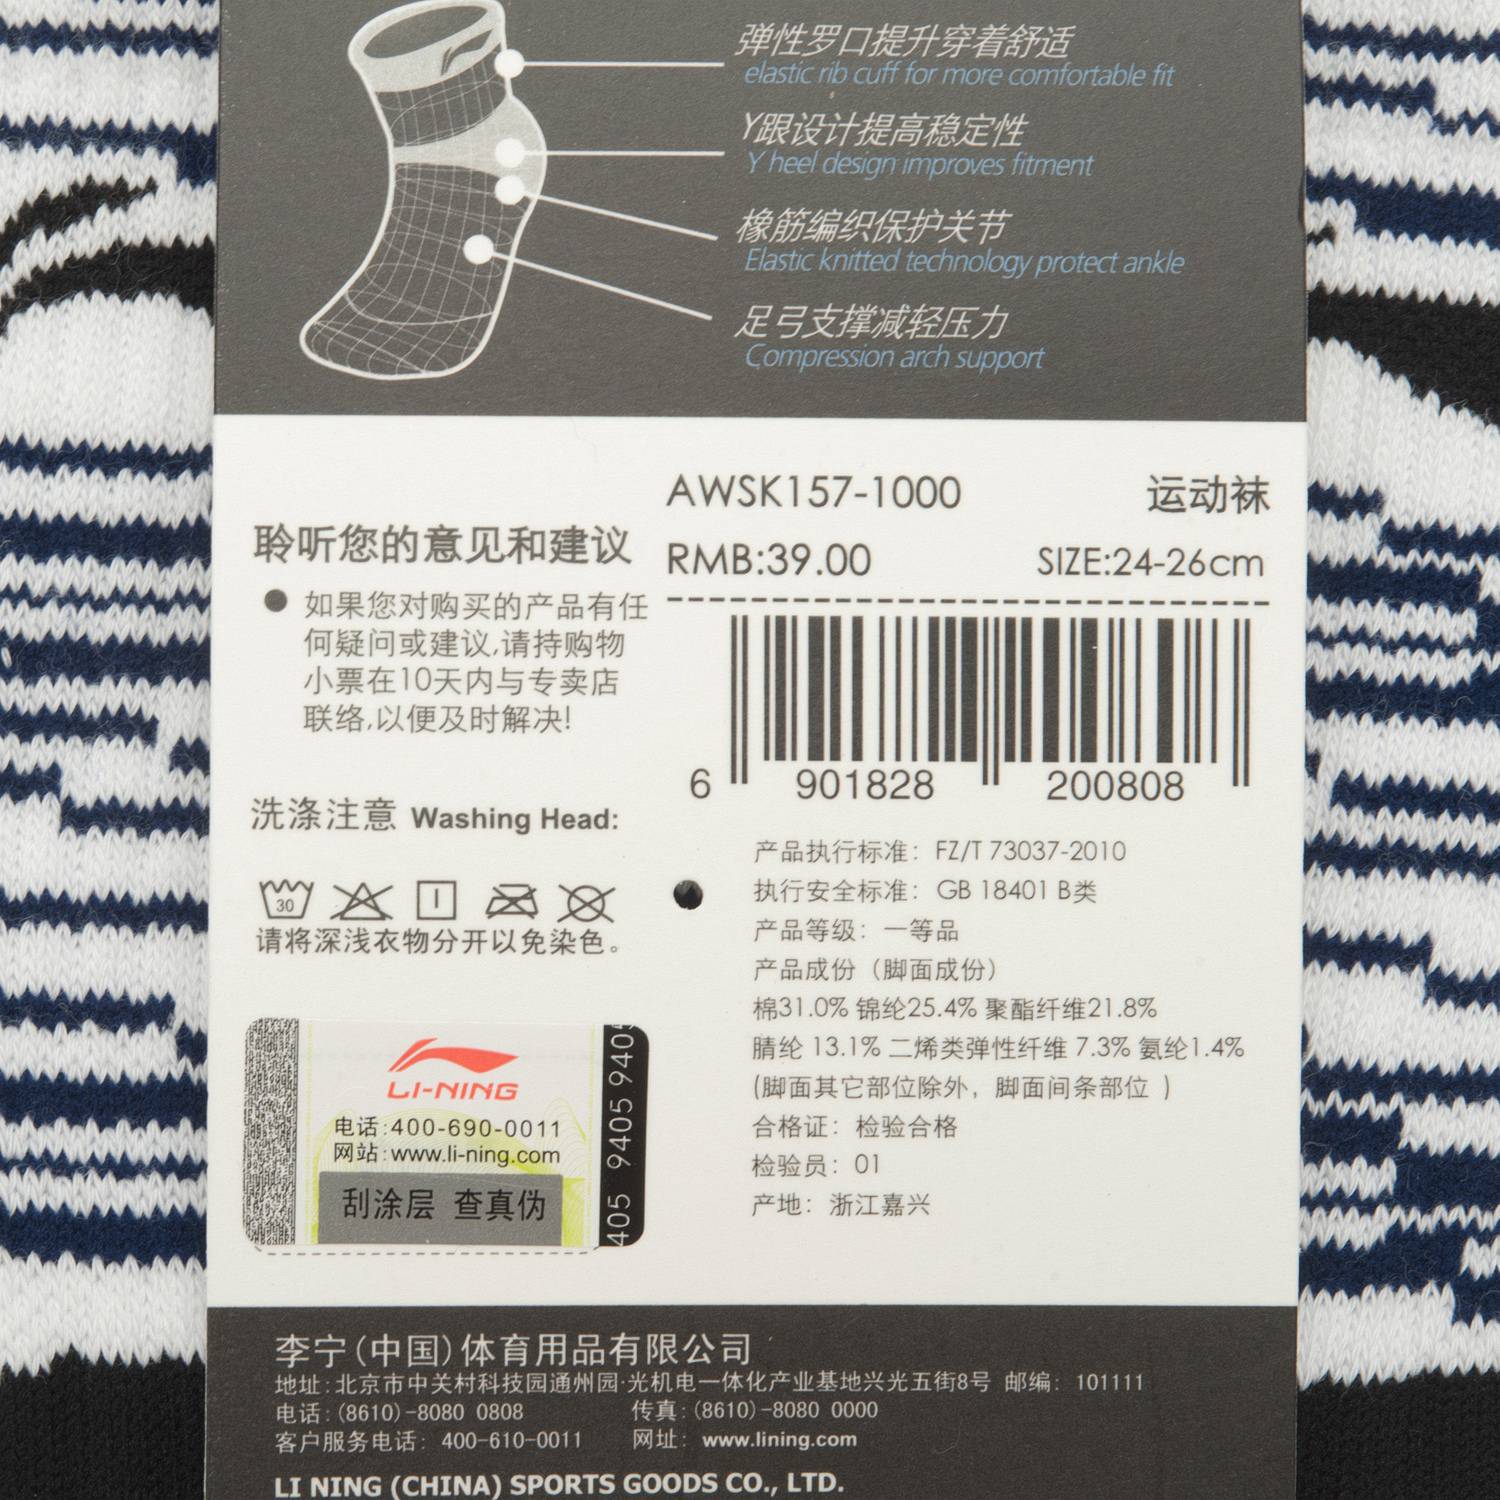 弹性罗口提升穿着舒适
elastic rib cuff for more comfortable fit
Y跟设计提高稳定性
Y heel design improves fitment
橡筋编织保护关节
Elastic knitted technology protect ankle
足弓支撑减轻压力
Compression arch support
AWSK157-1000 运动袜
RMB:39.00 SIZE:24-26cm
聆听您的意见和建议
● 如果您对购买的产品有任
何疑问或建议,请持购物
小票在10天内与专卖店
联络,以便及时解决!
6 901828 200808
洗涤注意 Washing Head:
30
请将深浅衣物分开以免染色。
产品执行标准：FZ/T 73037-2010
执行安全标准：GB 18401 B类
产品等级：一等品
产品成份（脚面成份）
棉31.0% 锦纶25.4% 聚酯纤维21.8%
腈纶 13.1% 二烯类弹性纤维 7.3% 氨纶1.4%
(脚面其它部位除外，脚面间条部位 )
合格证：检验合格
检验员：01
产地：浙江嘉兴
LI-NING
电话:400-690-0011
网站:www.li-ning.com
刮涂层 查真伪
405 9405 9405
李宁(中国)体育用品有限公司
地址:北京市中关村科技园通州园·光机电一体化产业基地兴光五街8号 邮编: 101111
电话:(8610)-8080 0808 传真:(8610)-8080 0000
客户服务电话: 400-610-0011 网址: www.lining.com
LI NING (CHINA) SPORTS GOODS CO., LTD.